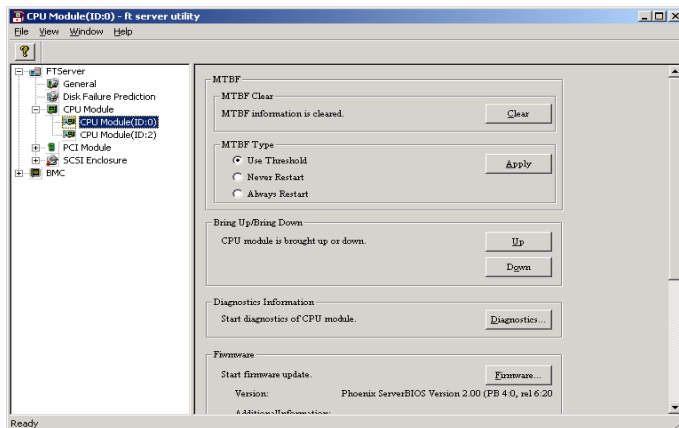 CPU Module(ID:0) - ft server utility
File View Window Help
FTServer
General
Disk Failure Prediction
CPU Module
CPU Module(ID:0)
CPU Module(ID:2)
PCI Module
SCSI Enclosure
BMC
MTBF
MTBF Clear
MTBF information is cleared.
Clear
MTBF Type
Use Threshold
Apply
Never Restart
Always Restart
Bring Up/Bring Down
CPU module is brought up or down.
Up
Down
Diagnostics Information
Start diagnostics of CPU module.
Diagnostics...
Fiwmware
Start firmware update.
Firmware...
Version: Phoenix ServerBIOS Version 2.00 (PB 4.0, rel 6.20
AdditionalInformation:
Ready